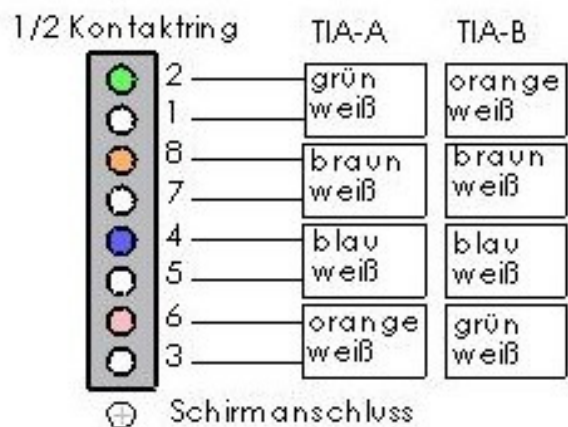 1/2 Kontaktring TIA-A TIA-B
2 grün orange
1 weiß weiß
8 braun braun
7 weiß weiß
4 blau blau
5 weiß weiß
6 orange grün
3 weiß weiß
Schirmanschluss